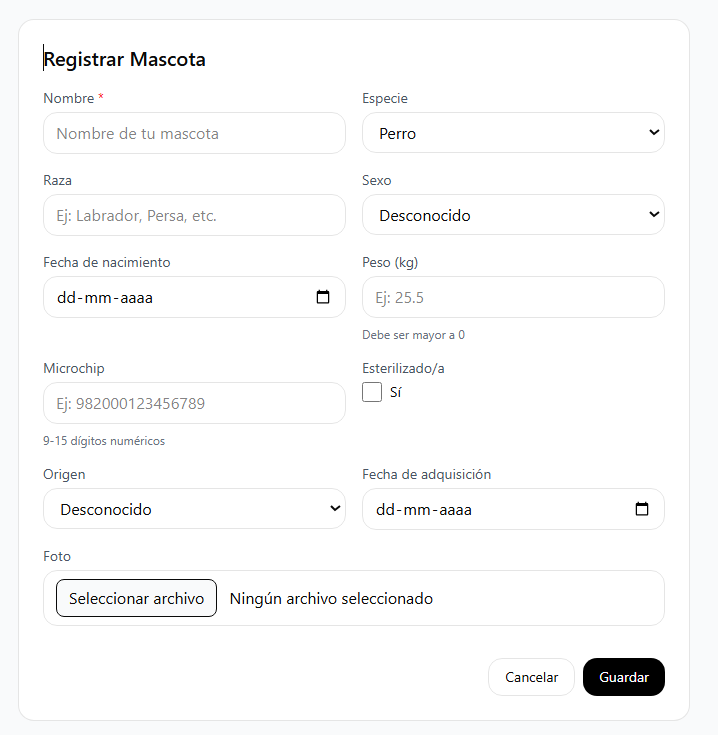 Registrar Mascota
Nombre * Especie
Nombre de tu mascota Perro
Raza Sexo
Ej: Labrador, Persa, etc. Desconocido
Fecha de nacimiento Peso (kg)
dd-mm-aaaa Ej: 25.5
Debe ser mayor a 0
Microchip Esterilizado/a
Ej: 982000123456789 Sí
9-15 dígitos numéricos
Origen Fecha de adquisición
Desconocido dd-mm-aaaa
Foto
Seleccionar archivo Ningún archivo seleccionado
Cancelar Guardar